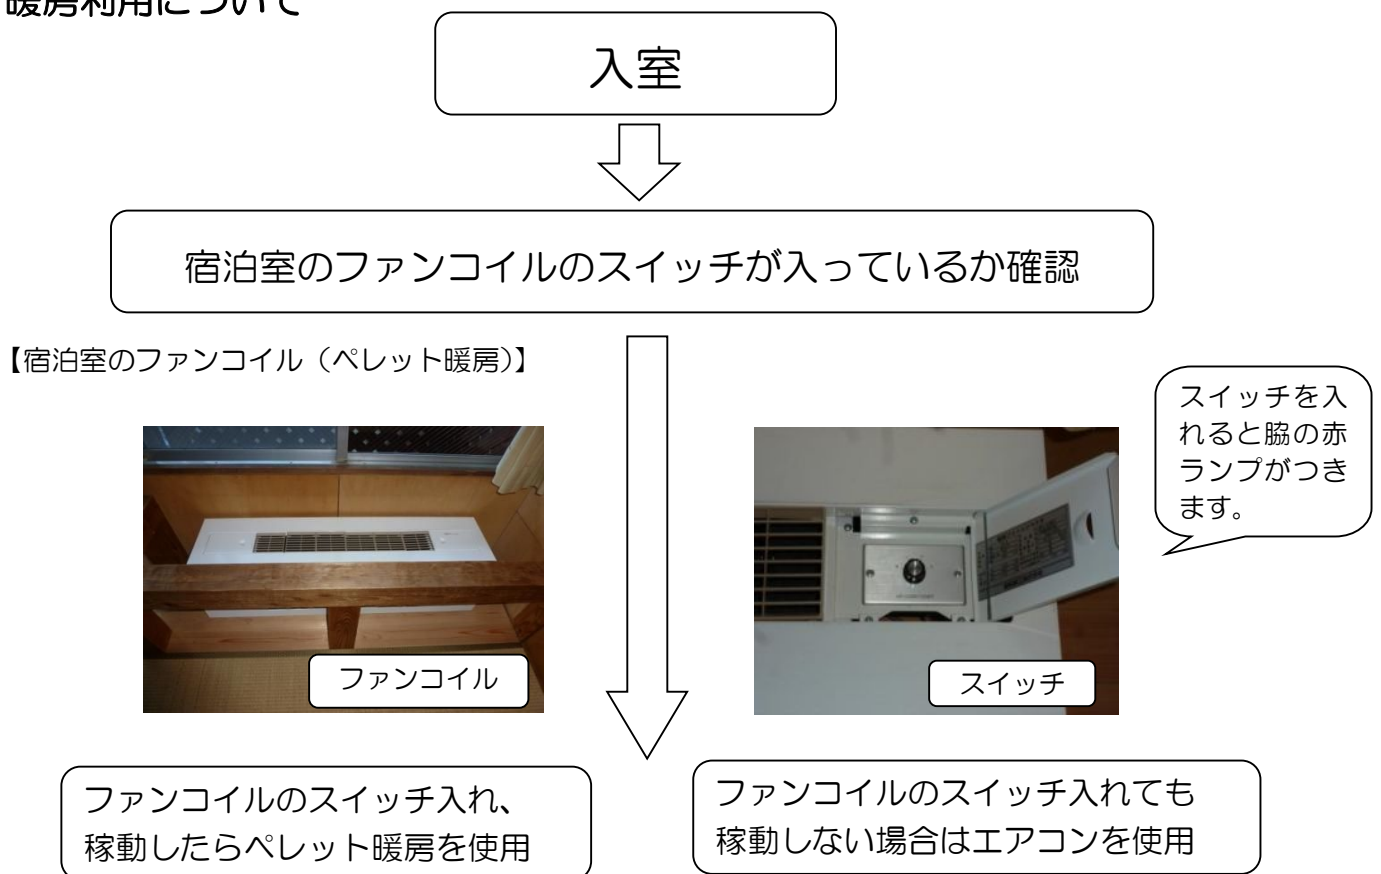 暖房利用について
入室
宿泊室のファンコイルのスイッチが入っているか確認
【宿泊室のファンコイル（ペレット暖房）】
スイッチを入
れると脇の赤
ランプがつき
ます。
ファンコイル
スイッチ
ファンコイルのスイッチ入れ、
稼動したらペレット暖房を使用
ファンコイルのスイッチ入れても
稼動しない場合はエアコンを使用